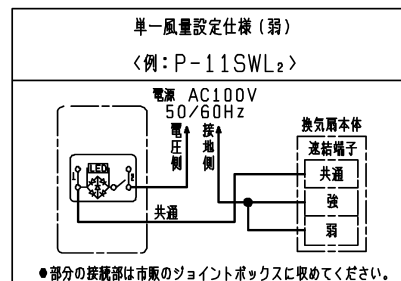 単一風量設定仕様（弱）
〈例：P-11SWL₂〉
電源 AC100V
50/60Hz
電圧側
接地側
換気扇本体
速結端子
共通
強
弱
LED
1
2
共通
●部分の接続部は市販のジョイントボックスに収めてください。